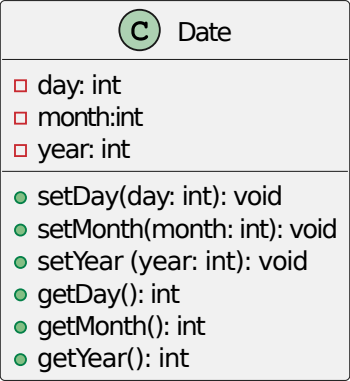 C Date
day: int
month:int
year: int
setDay(day: int): void
setMonth(month: int): void
setYear (year: int): void
getDay(): int
getMonth(): int
getYear(): int